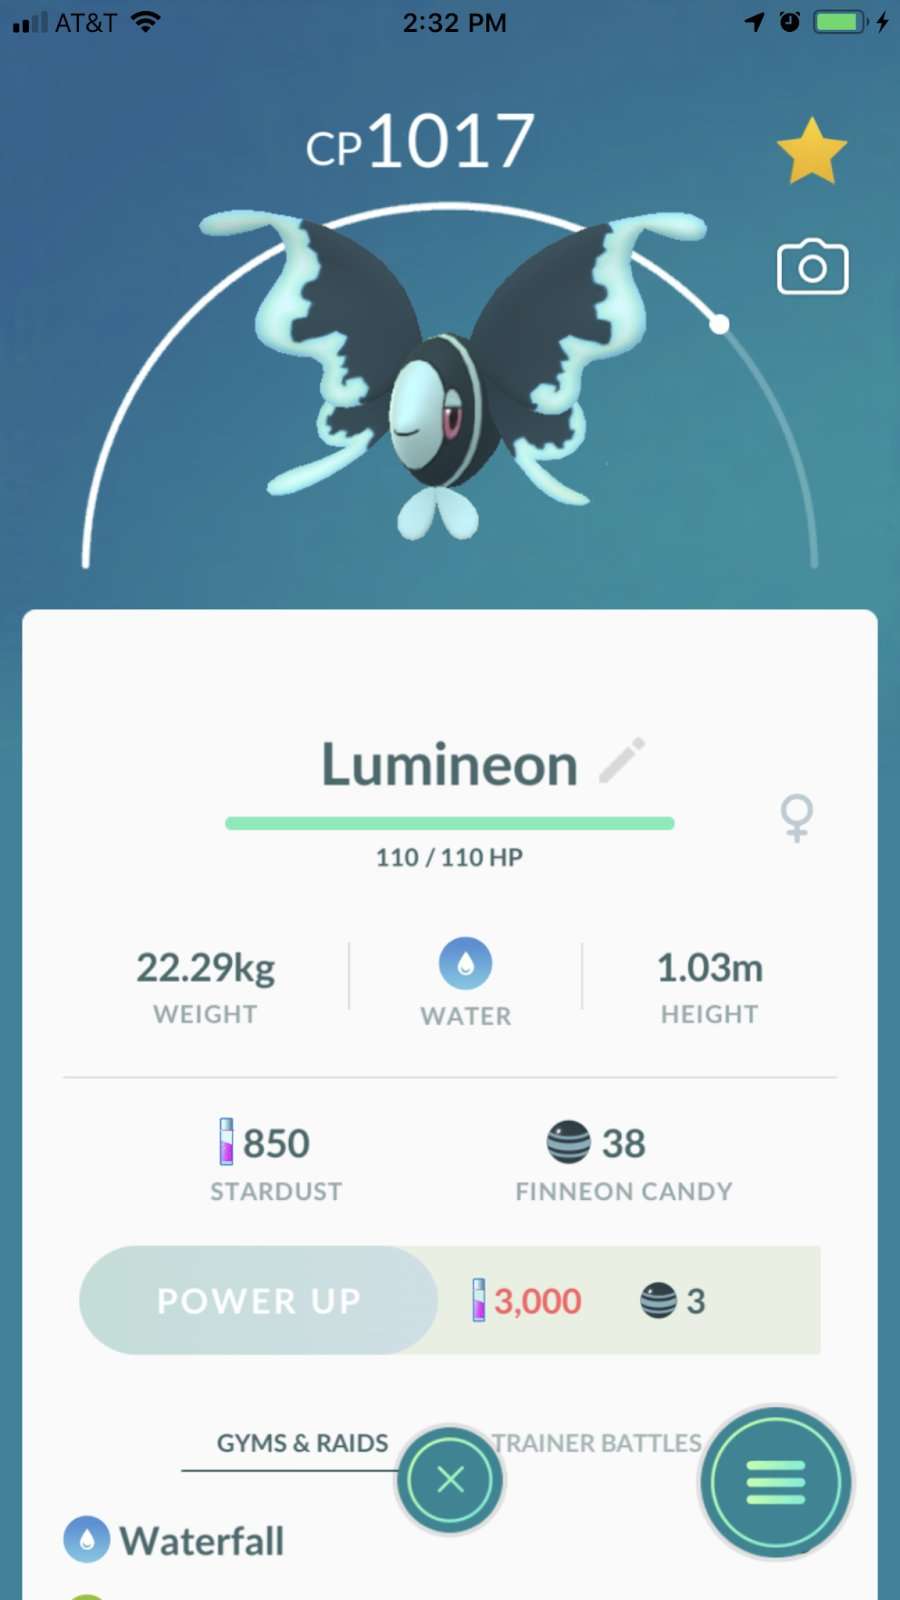 AT&T 2:32 PM
CP1017
Lumineon
110 / 110 HP
22.29kg WATER 1.03m
WEIGHT HEIGHT
850 38
STARDUST FINNEON CANDY
POWER UP 3,000 3
GYMS & RAIDS TRAINER BATTLES
Waterfall